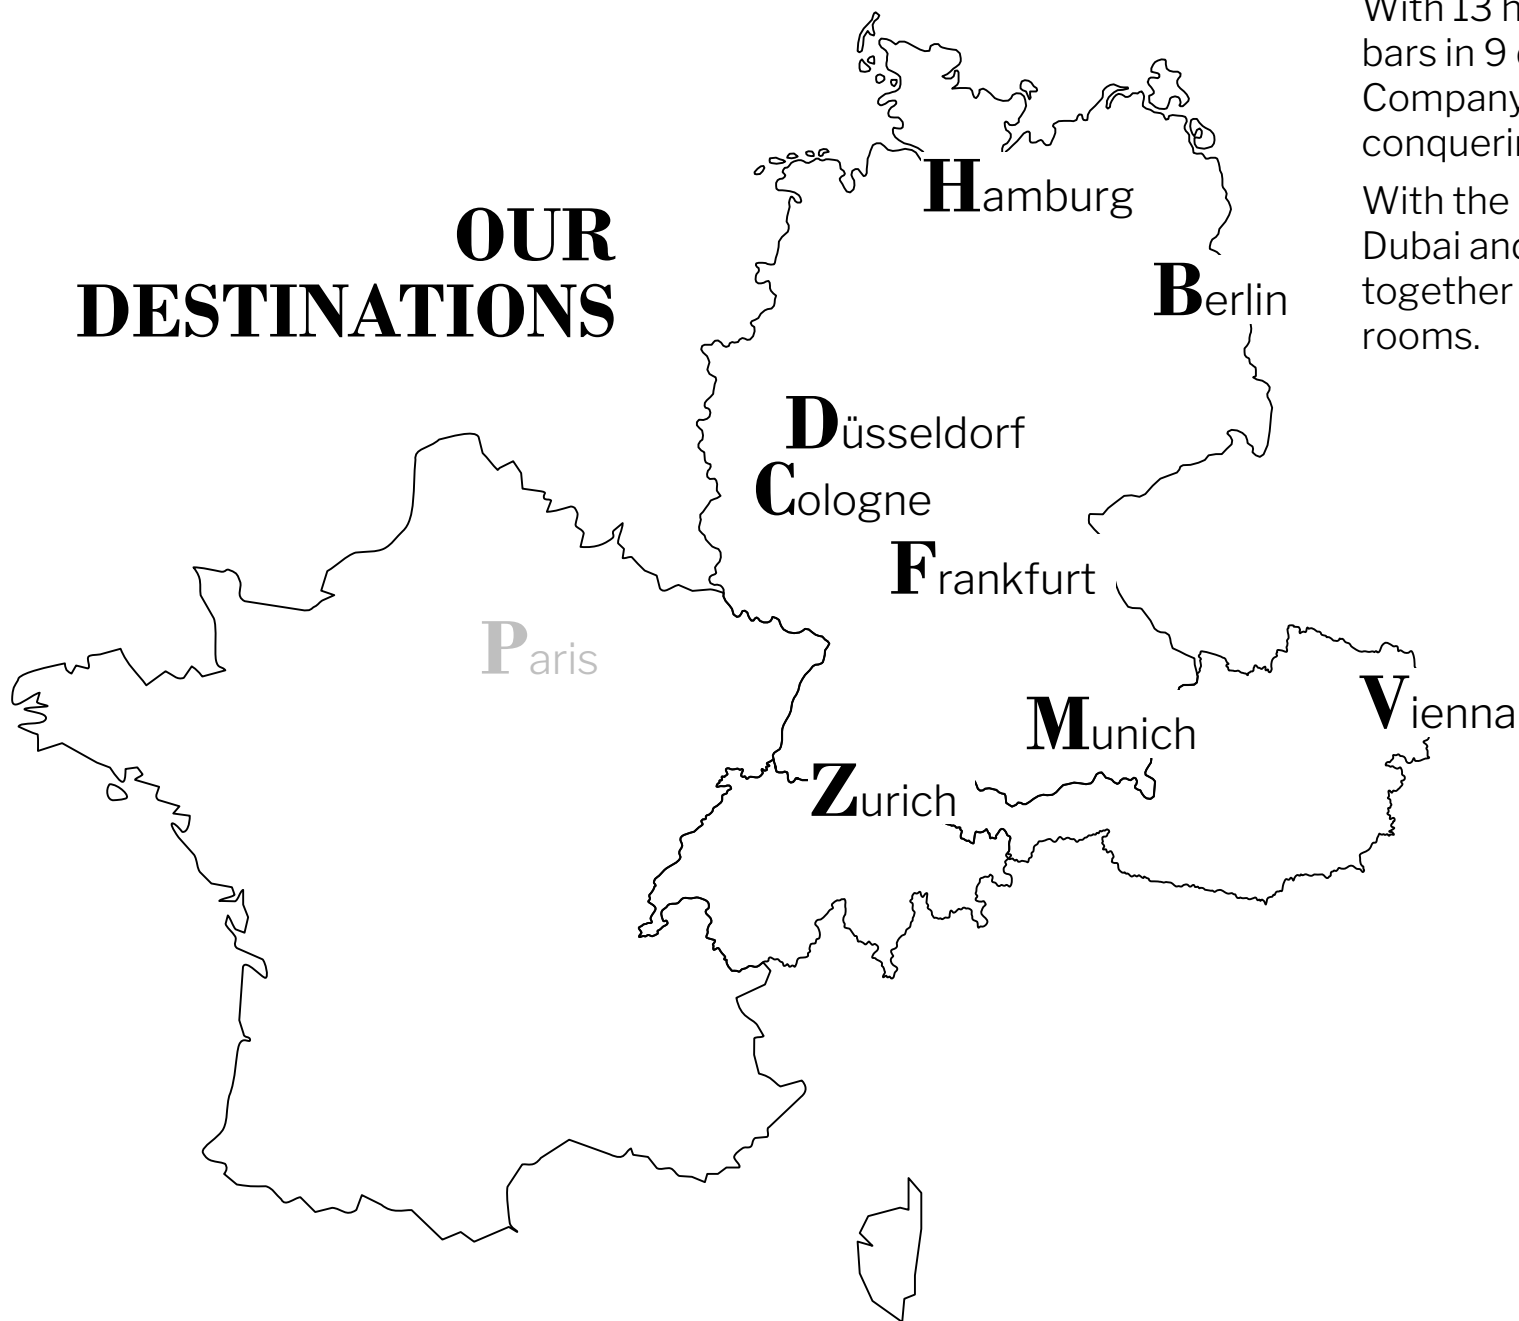 OUR
DESTINATIONS
Hamburg
Berlin
Düsseldorf
Cologne
Frankfurt
Paris
Munich
Vienna
Zurich
With 13
bars in 9
Company
conquerin
With the
Dubai and
together
rooms.